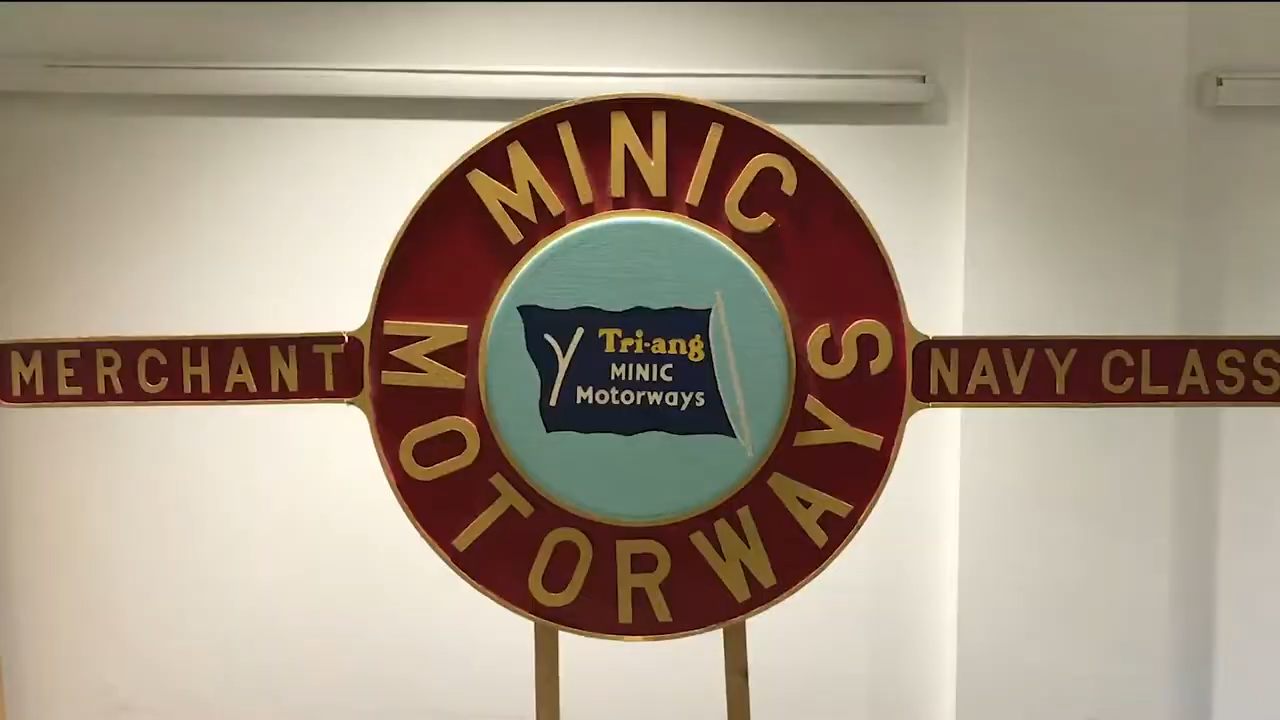 MINIC
MERCHANT
Tri-ang
MINIC
Motorways
NAVY CLASS
MOTORWAYS